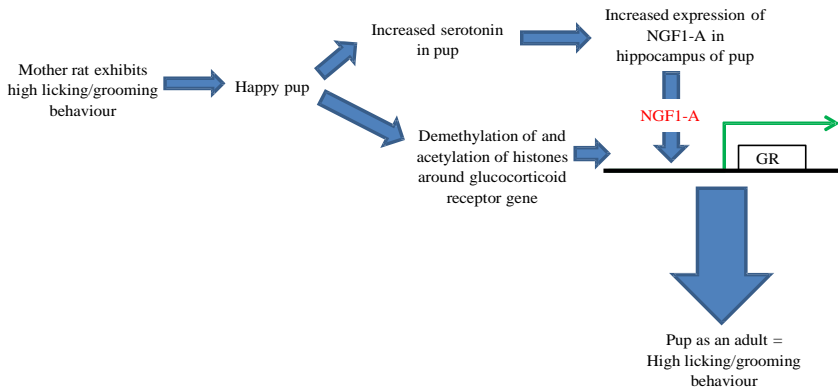 Mother rat exhibits
high licking/grooming
behaviour
Happy pup
Increased serotonin
in pup
Increased expression of
NGF1-A in
hippocampus of pup
NGF1-A
Demethylation of and
acetylation of histones
around glucocorticoid
receptor gene
GR
Pup as an adult =
High licking/grooming
behaviour